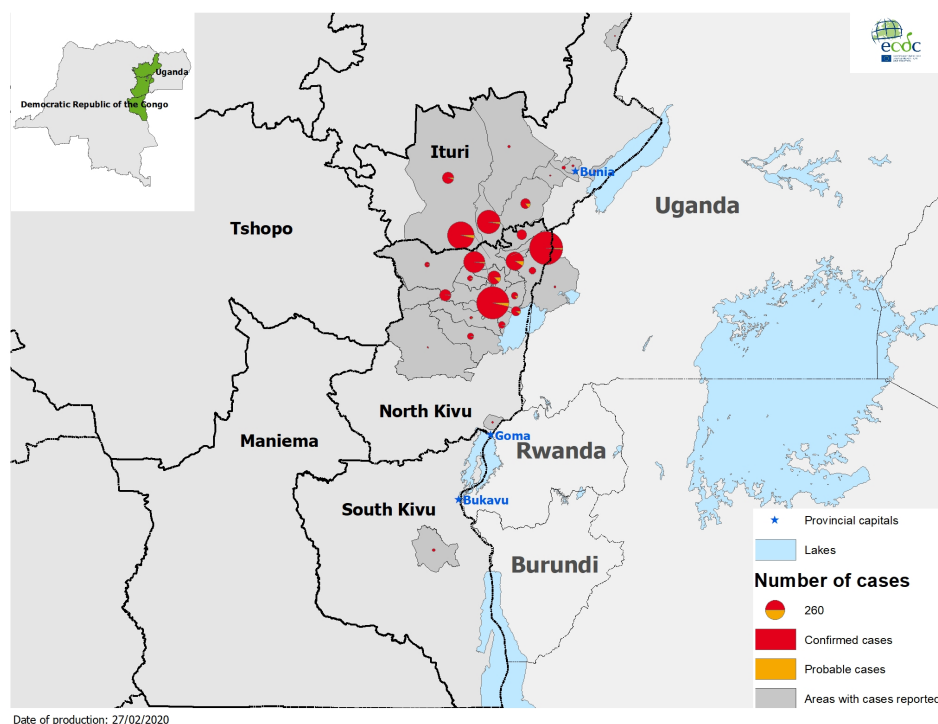 ecdc
Uganda
Democratic Republic of the Congo
Ituri
Bunia
Uganda
Tshopo
North Kivu
Goma
Maniema
Rwanda
Bukavu
South Kivu
Burundi
Provincial capitals
Lakes
Number of cases
260
Confirmed cases
Probable cases
Areas with cases reported
Date of production: 27/02/2020